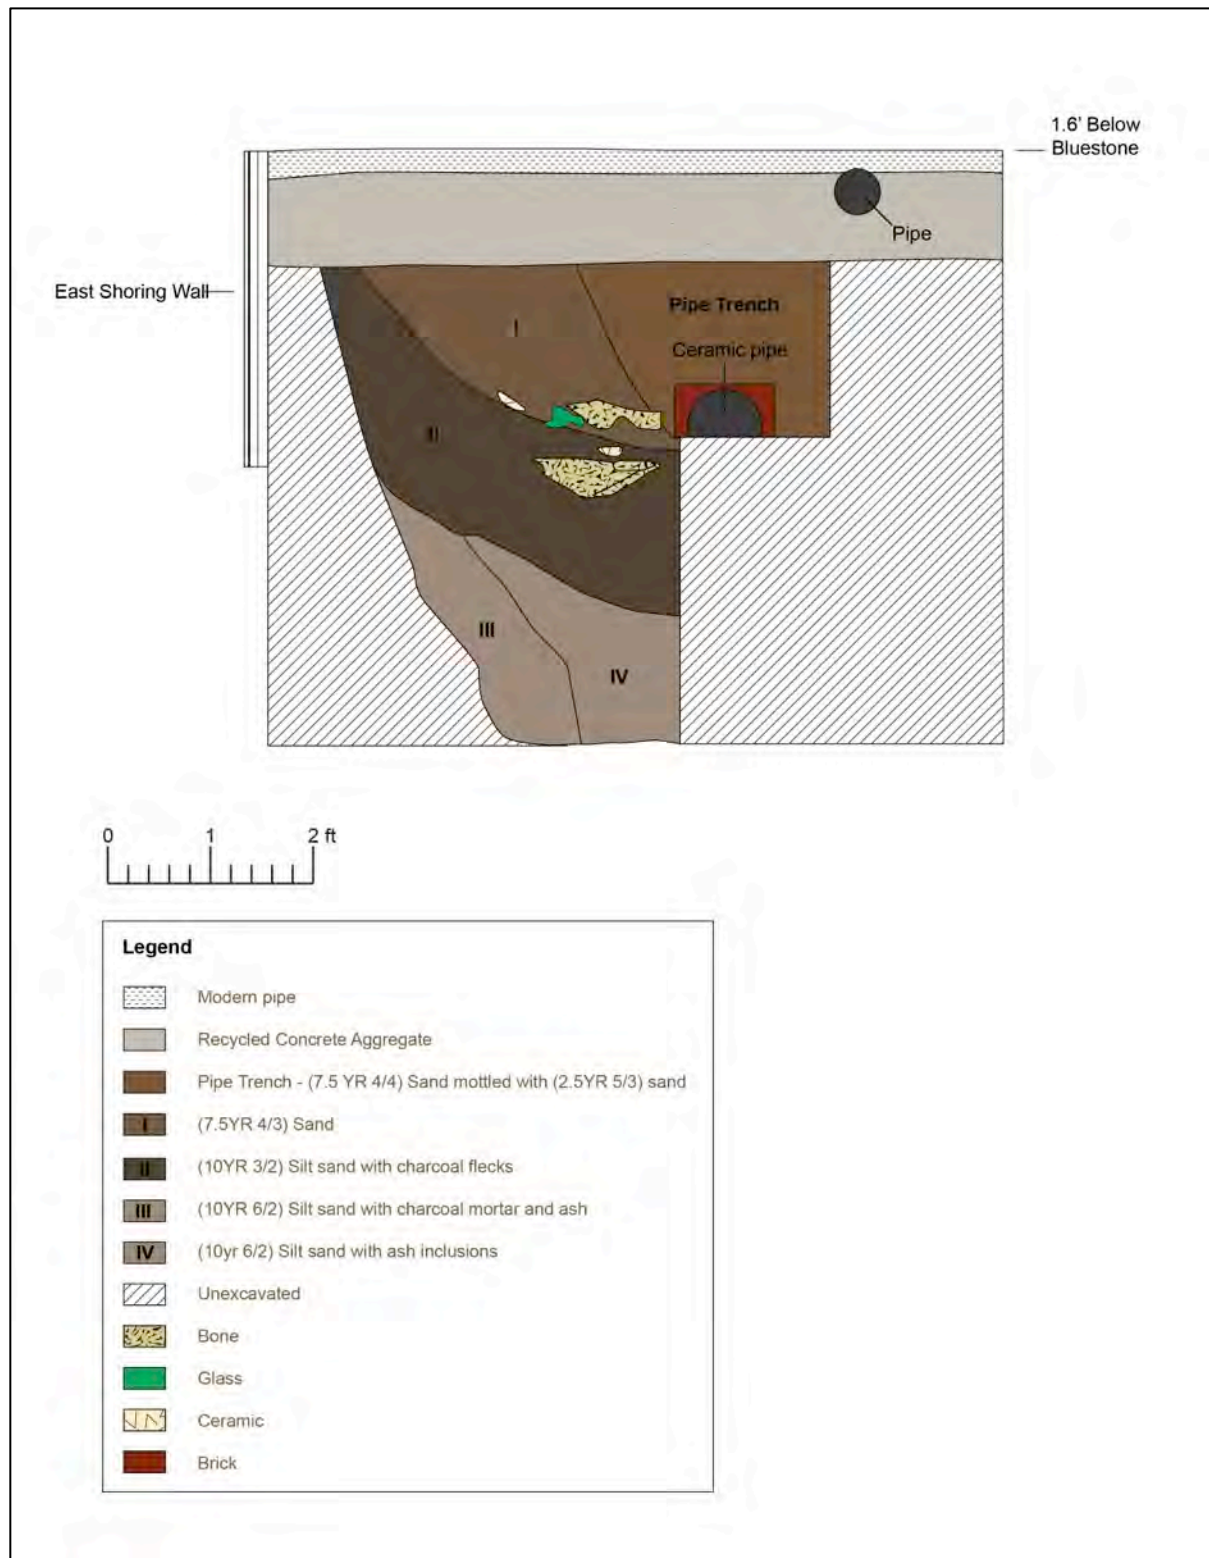 1.6' Below
Bluestone
Pipe
East Shoring Wall
Pipe Trench
I
Ceramic pipe
II
III
IV
0 1 2 ft
Legend
Modern pipe
Recycled Concrete Aggregate
Pipe Trench - (7.5 YR 4/4) Sand mottled with (2.5YR 5/3) sand
I (7.5YR 4/3) Sand
II (10YR 3/2) Silt sand with charcoal flecks
III (10YR 6/2) Silt sand with charcoal mortar and ash
IV (10yr 6/2) Silt sand with ash inclusions
Unexcavated
Bone
Glass
Ceramic
Brick